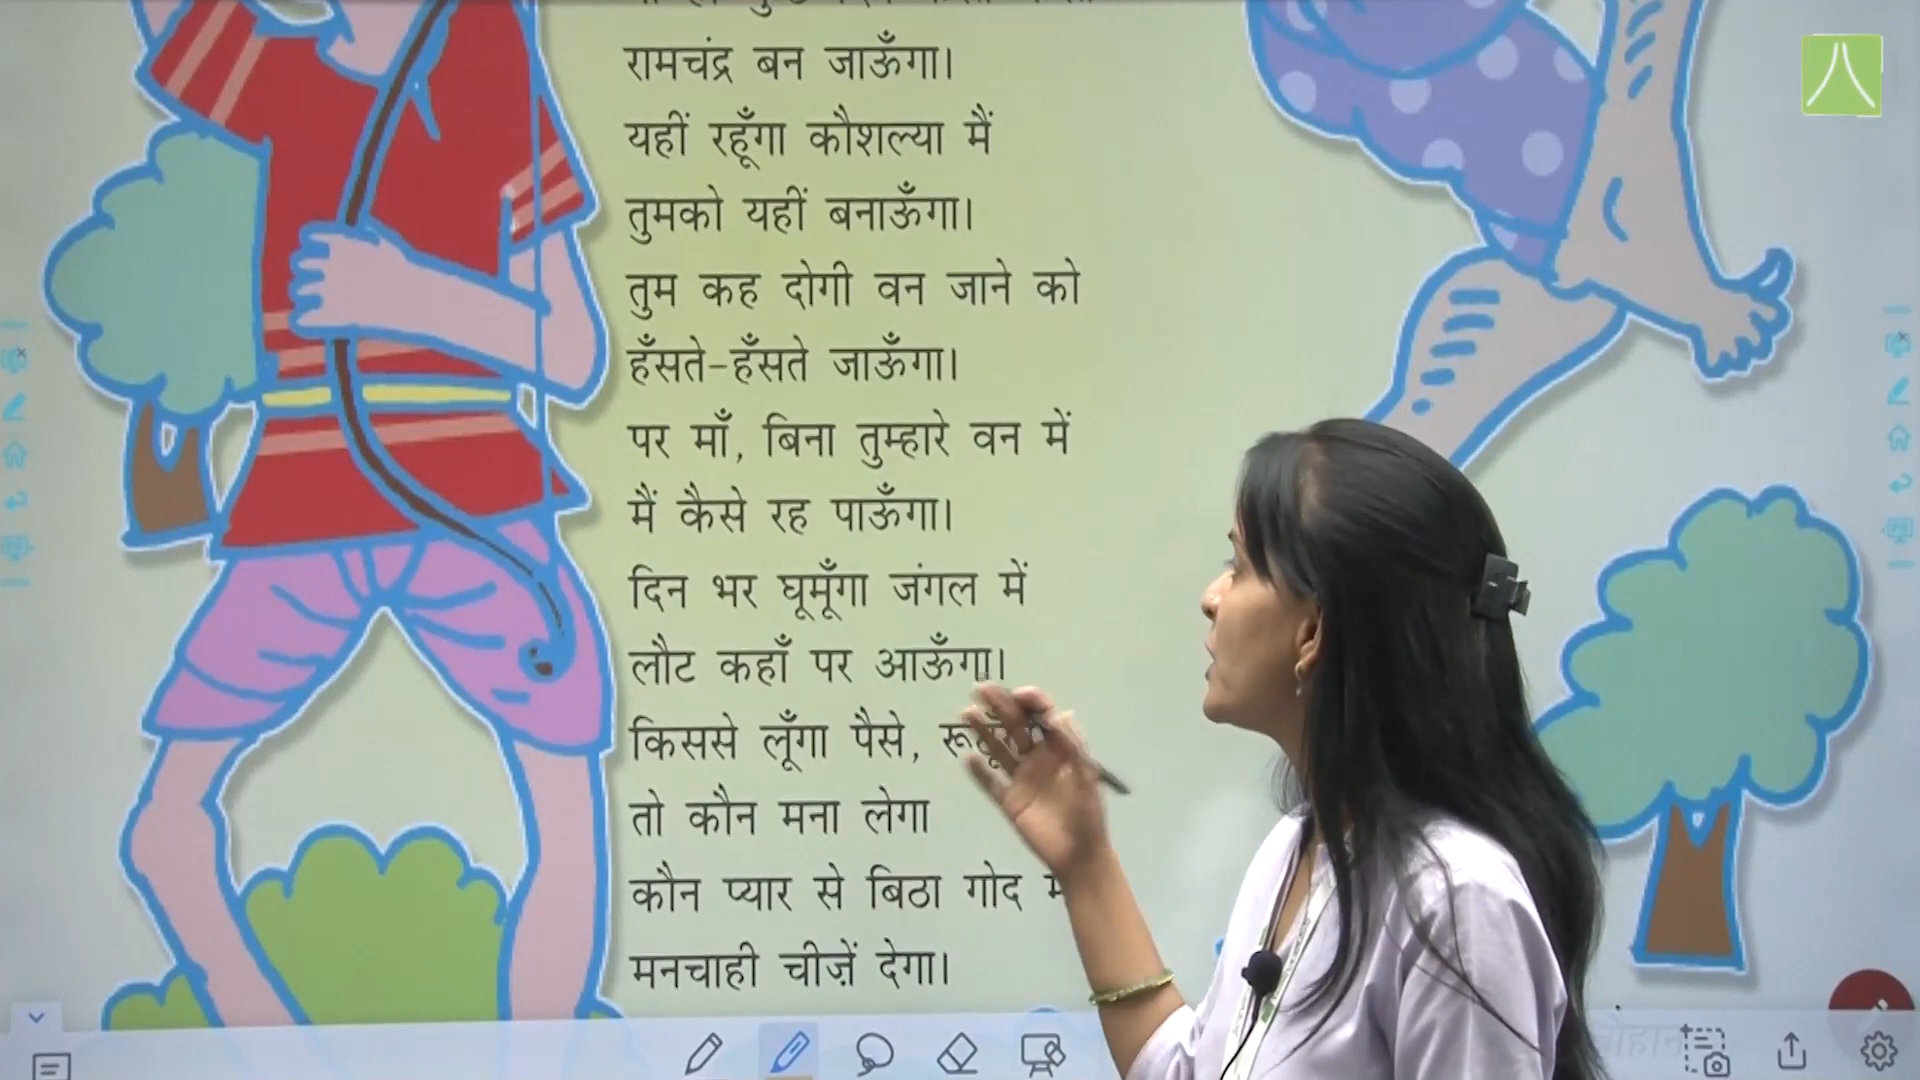 रामचंद्र बन जाऊँगा।
यहीं रहूँगा कौशल्या मैं
तुमको यहीं बनाऊँगा।
तुम कह दोगी वन जाने को
हँसते-हँसते जाऊँगा।
पर माँ, बिना तुम्हारे वन में
मैं कैसे रह पाऊँगा।
दिन भर घूमूँगा जंगल में
लौट कहाँ पर आऊँगा।
किससे लूँगा पैसे,
तो कौन मना लेगा
कौन प्यार से बिठा गोद
मनचाही चीज़ें देगा।